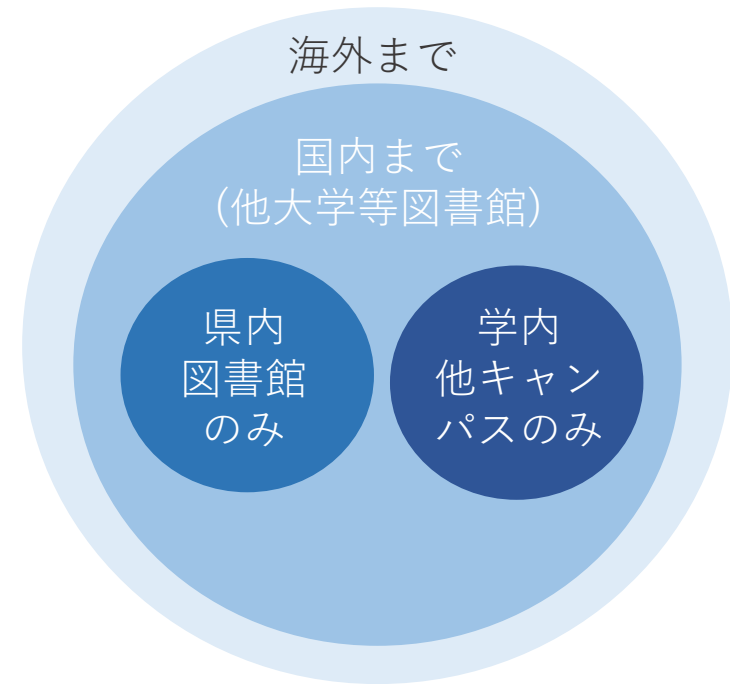 海外まで
国内まで
(他大学等図書館)
県内
図書館
のみ
学内
他キャン
パスのみ